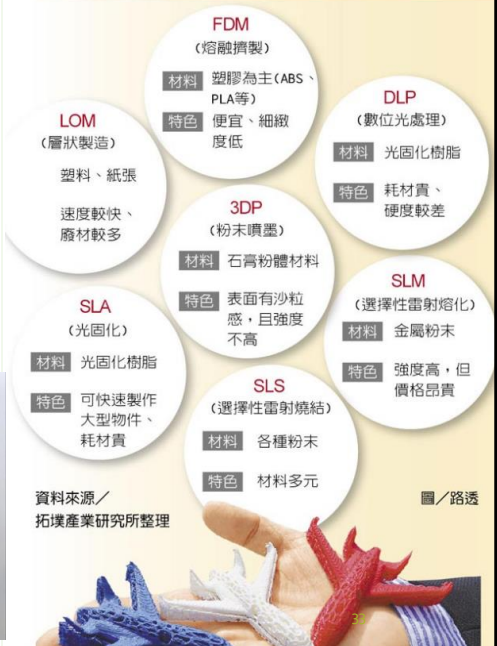 FDM
(熔融擠製)
材料 塑膠為主(ABS、
PLA等)
特色 便宜、細緻
度低
DLP
(數位光處理)
材料 光固化樹脂
特色 耗材貴、
硬度較差
LOM
(層狀製造)
塑料、紙張
速度較快、
廢材較多
3DP
(粉末噴墨)
材料 石膏粉體材料
特色 表面有沙粒
感，且強度
不高
SLM
(選擇性雷射熔化)
材料 金屬粉末
特色 強度高，但
價格昂貴
SLA
(光固化)
材料 光固化樹脂
特色 可快速製作
大型物件、
耗材貴
SLS
(選擇性雷射燒結)
材料 各種粉末
特色 材料多元
資料來源／
拓墣產業研究所整理
圖／路透